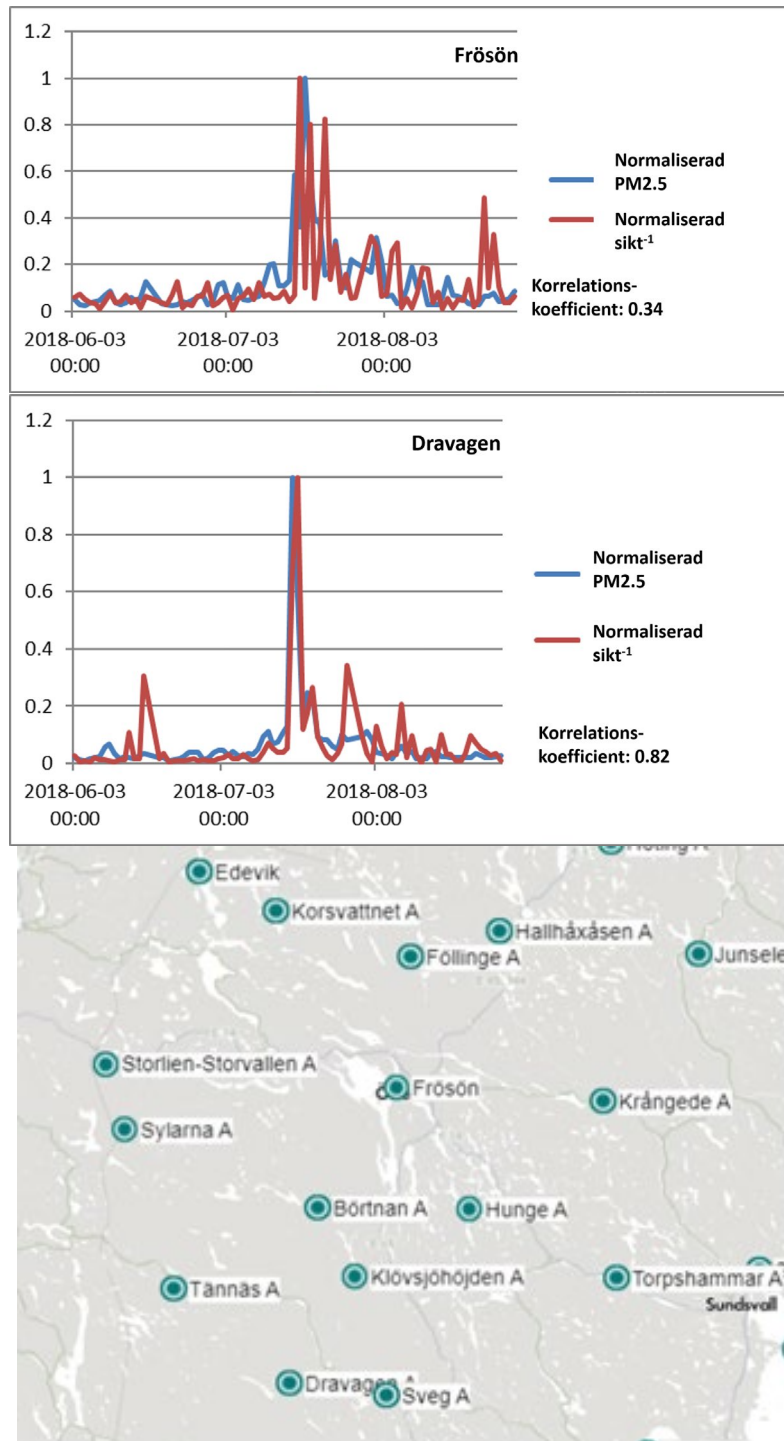 1.2
Frösön
1
0.8
0.6
0.4
0.2
0
Normaliserad
PM2.5
Normaliserad
sikt⁻¹
Korrelations-
koefficient: 0.34
2018-06-03
00:00
2018-07-03
00:00
2018-08-03
00:00
1.2
Dravagen
1
0.8
0.6
0.4
0.2
0
Normaliserad
PM2.5
Normaliserad
sikt⁻¹
Korrelations-
koefficient: 0.82
2018-06-03
00:00
2018-07-03
00:00
2018-08-03
00:00
Edevik
Korsvattnet A
Hallhåxåsen A
Föllinge A
Junsele
Storlien-Storvallen A
Frösön
Krångede A
Sylarna A
Börtnan A
Hunge A
Klövsjöhöjden A
Torpshammar A
Tännäs A
Sundsvall
Dravagen A
Sveg A